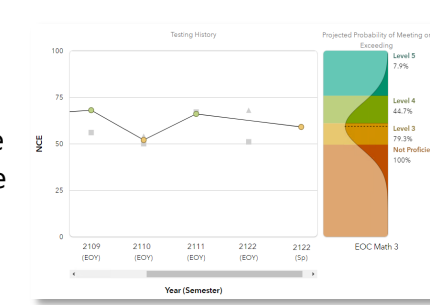 Testing History
Projected Probability of Meeting or
Exceeding
100
75
50
25
0
NCE
2109
(EOY)
2110
(EOY)
2111
(EOY)
2122
(EOY)
2122
(Sp)
Year (Semester)
Level 5
7.9%
Level 4
44.7%
Level 3
79.3%
Not Proficie
100%
EOC Math 3
e
e